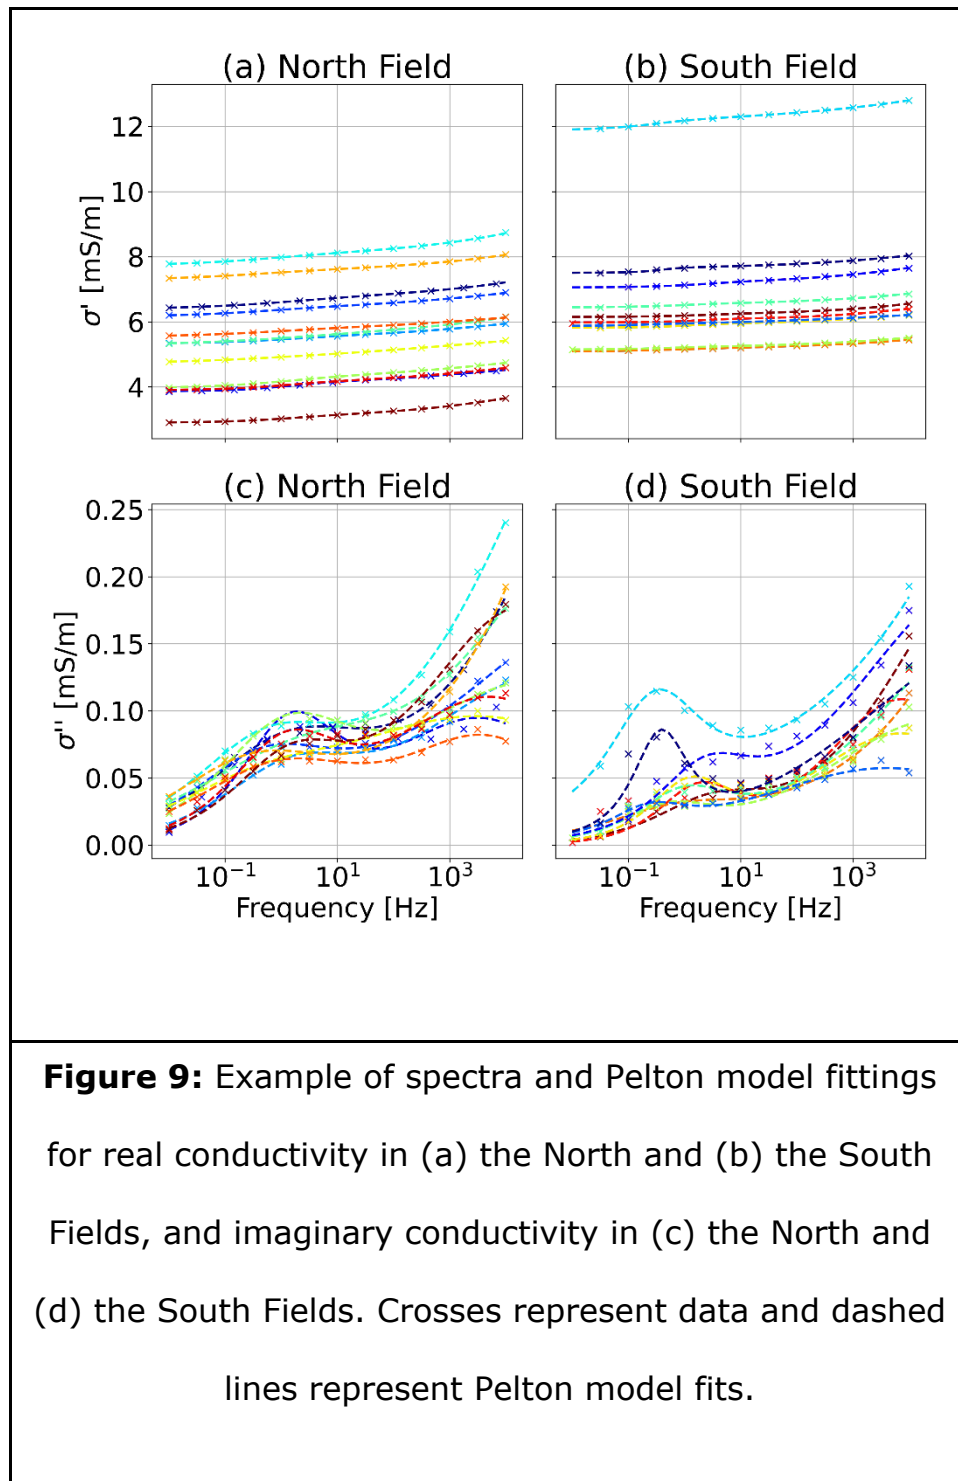 (a) North Field
(b) South Field
12
10
8
6
4
σ' [mS/m]
(c) North Field
(d) South Field
0.25
0.20
0.15
0.10
0.05
0.00
σ'' [mS/m]
10⁻¹ 10¹ 10³
10⁻¹ 10¹ 10³
Frequency [Hz]
Frequency [Hz]
Figure 9: Example of spectra and Pelton model fittings
for real conductivity in (a) the North and (b) the South
Fields, and imaginary conductivity in (c) the North and
(d) the South Fields. Crosses represent data and dashed
lines represent Pelton model fits.